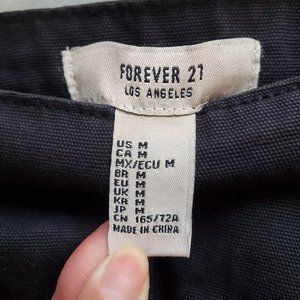 FOREVER 21
LOS ANGELES
US M
CA M
MX/ECU M
BR M
EU M
UK M
KR M
JP M
CN 165/72A
MADE IN CHINA